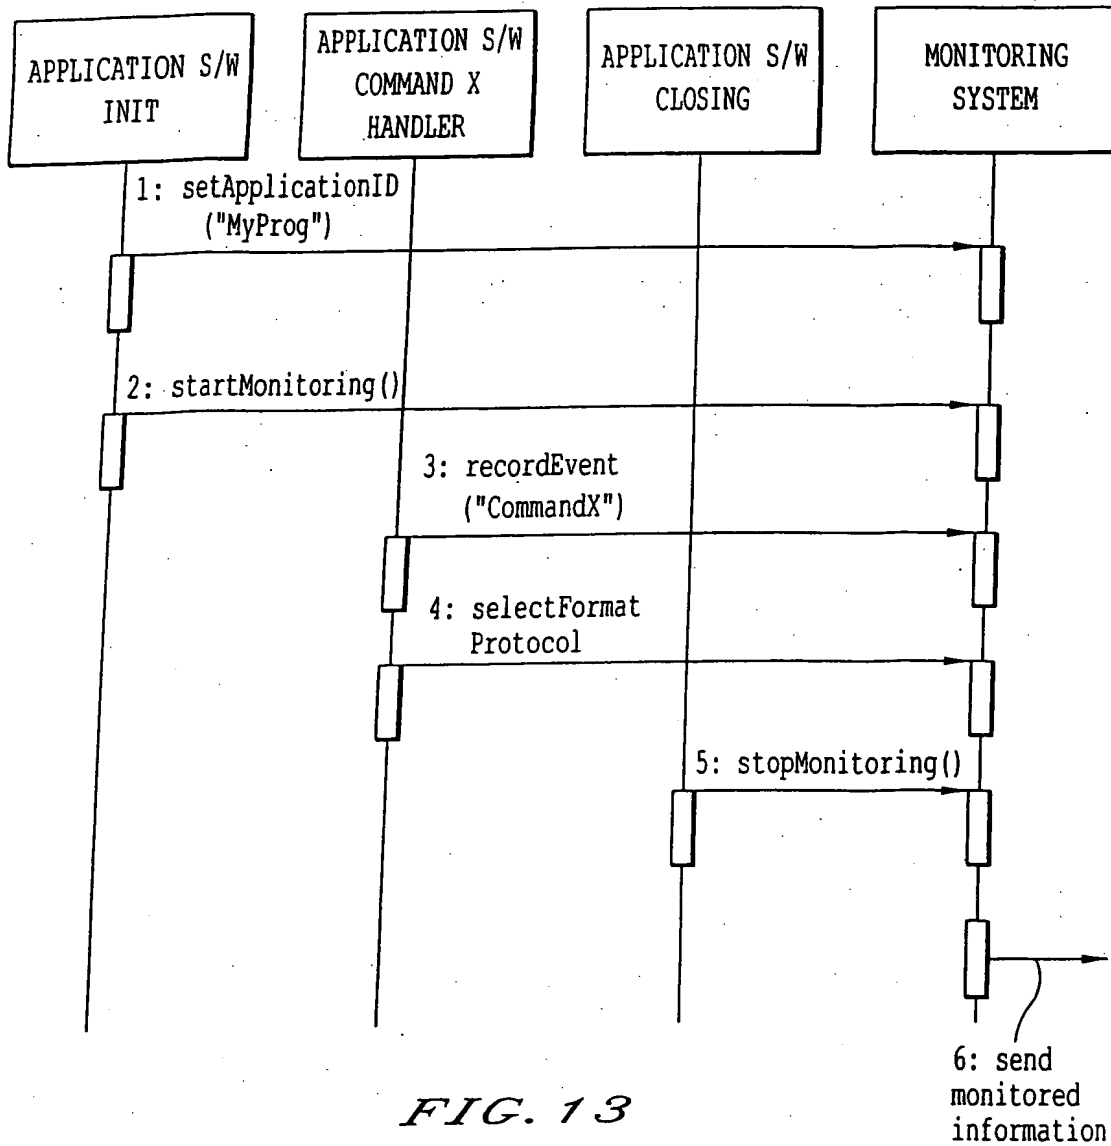 APPLICATION S/W
INIT
APPLICATION S/W
COMMAND X
HANDLER
APPLICATION S/W
CLOSING
MONITORING
SYSTEM
1: setApplicationID
("MyProg")
2: startMonitoring()
3: recordEvent
("CommandX")
4: selectFormat
Protocol
5: stopMonitoring()
6: send
monitored
information
FIG. 13